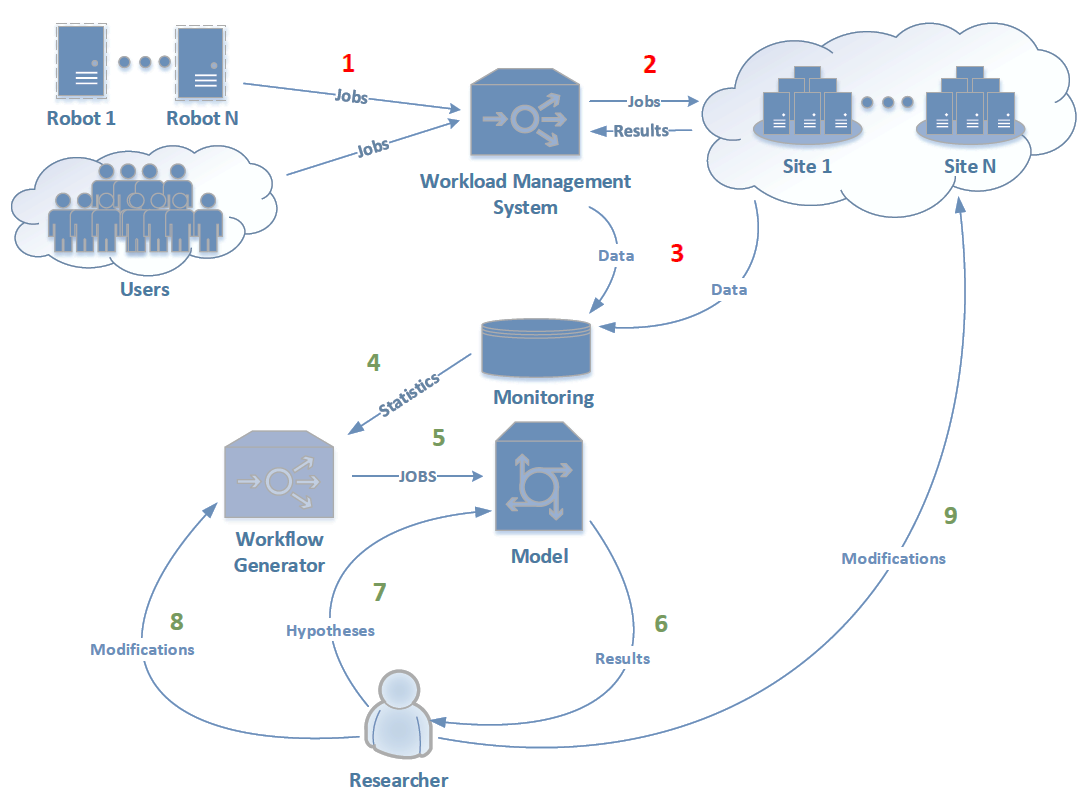 1
2
Jobs
Jobs
Results
Robot 1
Robot N
Jobs
Site 1
Site N
Workload Management
System
Users
3
Data
Data
4
Statistics
Monitoring
5
JOBS
Workflow
Generator
Model
9
Modifications
7
Hypotheses
8
Modifications
6
Results
Researcher